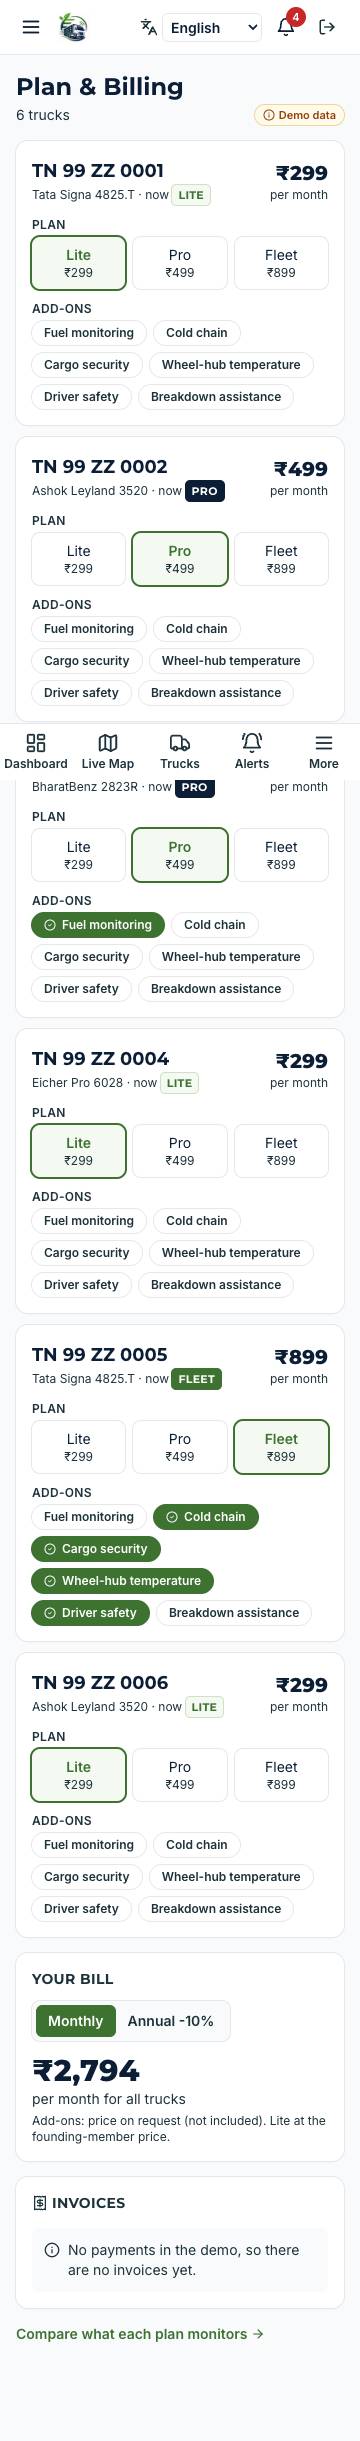 English
4
Plan & Billing
6 trucks
Demo data
TN 99 ZZ 0001
₹299
Tata Signa 4825.T · now LITE
per month
PLAN
Lite
₹299
Pro
₹499
Fleet
₹899
ADD-ONS
Fuel monitoring
Cold chain
Cargo security
Wheel-hub temperature
Driver safety
Breakdown assistance
TN 99 ZZ 0002
₹499
Ashok Leyland 3520 · now PRO
per month
PLAN
Lite
₹299
Pro
₹499
Fleet
₹899
ADD-ONS
Fuel monitoring
Cold chain
Cargo security
Wheel-hub temperature
Driver safety
Breakdown assistance
Dashboard
Live Map
Trucks
Alerts
More
BharatBenz 2823R · now PRO
per month
PLAN
Lite
₹299
Pro
₹499
Fleet
₹899
ADD-ONS
Fuel monitoring
Cold chain
Cargo security
Wheel-hub temperature
Driver safety
Breakdown assistance
TN 99 ZZ 0004
₹299
Eicher Pro 6028 · now LITE
per month
PLAN
Lite
₹299
Pro
₹499
Fleet
₹899
ADD-ONS
Fuel monitoring
Cold chain
Cargo security
Wheel-hub temperature
Driver safety
Breakdown assistance
TN 99 ZZ 0005
₹899
Tata Signa 4825.T · now FLEET
per month
PLAN
Lite
₹299
Pro
₹499
Fleet
₹899
ADD-ONS
Fuel monitoring
Cold chain
Cargo security
Wheel-hub temperature
Driver safety
Breakdown assistance
TN 99 ZZ 0006
₹299
Ashok Leyland 3520 · now LITE
per month
PLAN
Lite
₹299
Pro
₹499
Fleet
₹899
ADD-ONS
Fuel monitoring
Cold chain
Cargo security
Wheel-hub temperature
Driver safety
Breakdown assistance
YOUR BILL
Monthly
Annual -10%
₹2,794
per month for all trucks
Add-ons: price on request (not included). Lite at the
founding-member price.
INVOICES
No payments in the demo, so there
are no invoices yet.
Compare what each plan monitors →